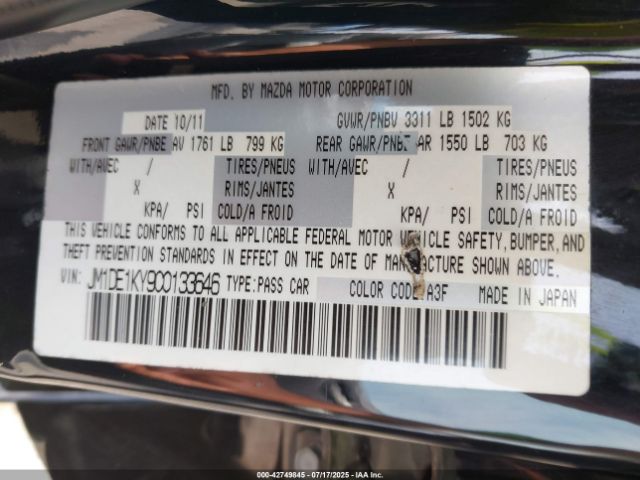 MFD. BY MAZDA MOTOR CORPORATION
DATE 10/11 GVWR/PNBV 3311 LB 1502 KG
FRONT GAWR/PNBE AV 1761 LB 799 KG REAR GAWR/PNBE AR 1550 LB 703 KG
WITH/AVEC / TIRES/PNEUS WITH/AVEC / TIRES/PNEUS
X RIMS/JANTES X RIMS/JANTES
KPA/ PSI COLD/A FROID KPA/ PSI COLD/A FROID
THIS VEHICLE CONFORMS TO ALL APPLICABLE FEDERAL MOTOR VEHICLE SAFETY, BUMPER, AND
THEFT PREVENTION STANDARDS IN EFFECT ON THE DATE OF MANUFACTURE SHOWN ABOVE.
VIN: JM1DE1KY9C0133646 TYPE: PASS CAR COLOR CODE A3F MADE IN JAPAN
000-42749845 - 07/17/2025 - IAAI.COM